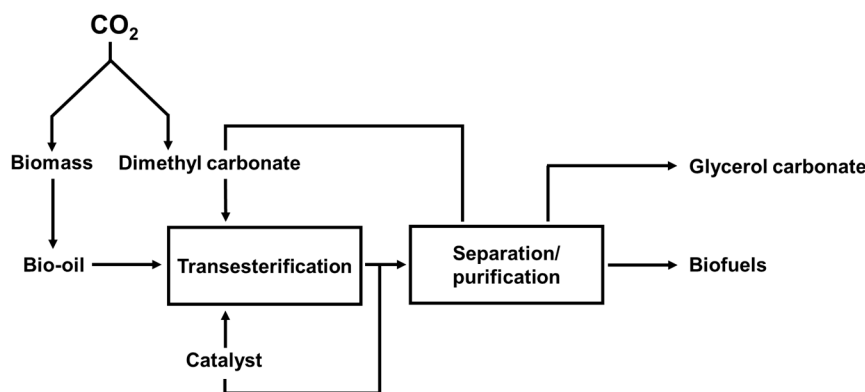 CO₂
Biomass
Dimethyl carbonate
Glycerol carbonate
Bio-oil
Transesterification
Separation/
purification
Biofuels
Catalyst